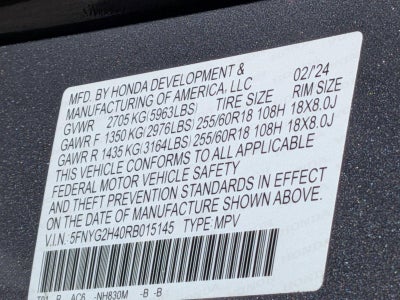 MFD. BY HONDA DEVELOPMENT &
MANUFACTURING OF AMERICA, LLC 02/'24
GVWR 2705 KG(5963LBS) TIRE SIZE RIM SIZE
GAWR F 1350 KG(2976LBS) 255/60R18 108H 18X8.0J
GAWR R 1435 KG(3164LBS) 255/60R18 108H 18X8.0J
THIS VEHICLE CONFORMS TO ALL APPLICABLE
FEDERAL MOTOR VEHICLE SAFETY
AND THEFT PREVENTION STANDARDS IN EFFECT
ON THE DATE OF MANUFACTURE SHOWN ABOVE.
V.I.N.: 5FNYG2H40RB015145 TYPE:MPV
AC6 -NH830M -B -B